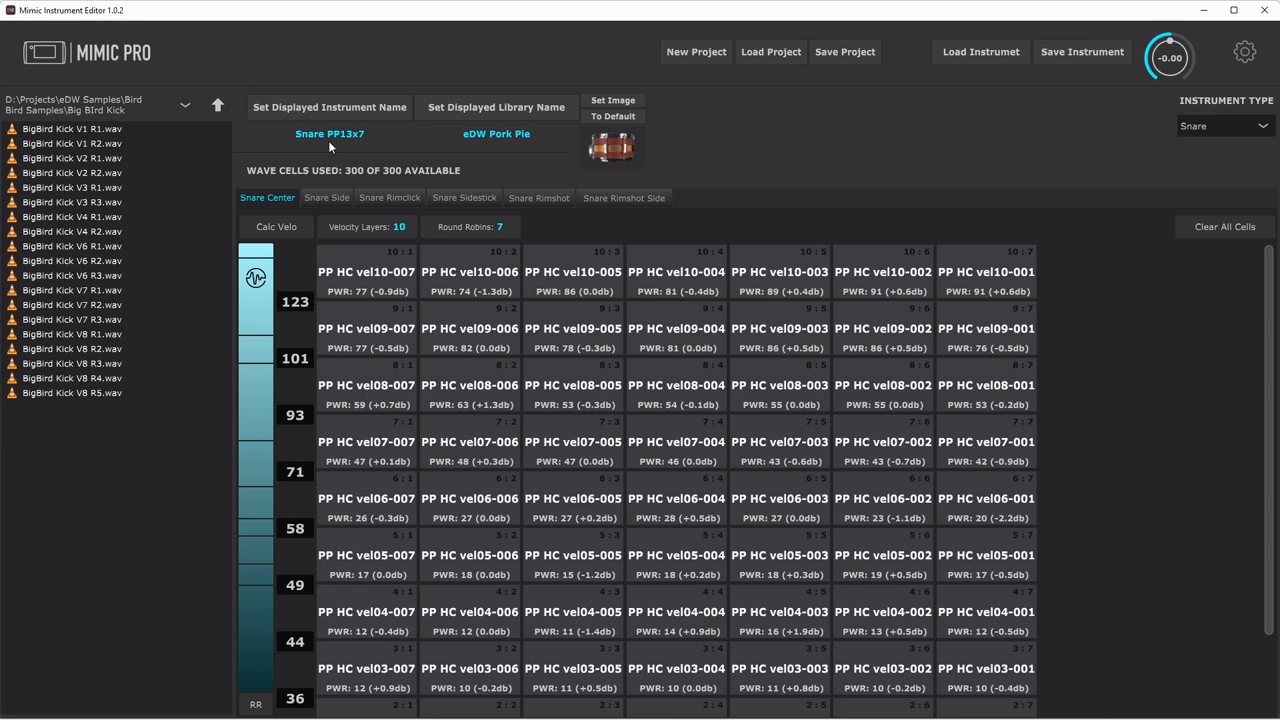 Mimic Instrument Editor 1.0.2
MIMIC PRO
New Project
Load Project
Save Project
Load Instrumet
Save Instrument
-0.00
D:\Projects\eDW Samples\Bird
Bird Samples\Big BIrd Kick
Set Displayed Instrument Name
Set Displayed Library Name
Set Image
To Default
INSTRUMENT TYPE
Snare
Snare PP13x7
eDW Pork Pie
WAVE CELLS USED: 300 OF 300 AVAILABLE
BigBird Kick V1 R1.wav
BigBird Kick V1 R2.wav
BigBird Kick V2 R1.wav
BigBird Kick V2 R2.wav
BigBird Kick V3 R1.wav
BigBird Kick V3 R3.wav
BigBird Kick V4 R1.wav
BigBird Kick V4 R2.wav
BigBird Kick V6 R1.wav
BigBird Kick V6 R2.wav
BigBird Kick V6 R3.wav
BigBird Kick V7 R1.wav
BigBird Kick V7 R2.wav
BigBird Kick V7 R3.wav
BigBird Kick V8 R1.wav
BigBird Kick V8 R2.wav
BigBird Kick V8 R3.wav
BigBird Kick V8 R4.wav
BigBird Kick V8 R5.wav
Snare Center Snare Side Snare Rimclick Snare Sidestick Snare Rimshot Snare Rimshot Side
Calc Velo
Velocity Layers: 10
Round Robins: 7
Clear All Cells
10 : 1 10 : 2 10 : 3 10 : 4 10 : 5 10 : 6 10 : 7
PP HC vel10-007 PP HC vel10-006 PP HC vel10-005 PP HC vel10-004 PP HC vel10-003 PP HC vel10-002 PP HC vel10-001
PWR: 77 (-0.9db) PWR: 74 (-1.3db) PWR: 86 (0.0db) PWR: 81 (-0.4db) PWR: 89 (+0.4db) PWR: 91 (+0.6db) PWR: 91 (+0.6db)
123
9 : 1 9 : 2 9 : 3 9 : 4 9 : 5 9 : 6 9 : 7
PP HC vel09-007 PP HC vel09-006 PP HC vel09-005 PP HC vel09-004 PP HC vel09-003 PP HC vel09-002 PP HC vel09-001
PWR: 77 (-0.5db) PWR: 82 (0.0db) PWR: 78 (-0.3db) PWR: 81 (0.0db) PWR: 86 (+0.5db) PWR: 86 (+0.5db) PWR: 76 (-0.5db)
101
8 : 1 8 : 2 8 : 3 8 : 4 8 : 5 8 : 6 8 : 7
PP HC vel08-007 PP HC vel08-006 PP HC vel08-005 PP HC vel08-004 PP HC vel08-003 PP HC vel08-002 PP HC vel08-001
PWR: 59 (+0.7db) PWR: 63 (+1.3db) PWR: 53 (-0.3db) PWR: 54 (-0.1db) PWR: 55 (0.0db) PWR: 55 (0.0db) PWR: 53 (-0.2db)
93
7 : 1 7 : 2 7 : 3 7 : 4 7 : 5 7 : 6 7 : 7
PP HC vel07-007 PP HC vel07-006 PP HC vel07-005 PP HC vel07-004 PP HC vel07-003 PP HC vel07-002 PP HC vel07-001
PWR: 47 (+0.1db) PWR: 48 (+0.3db) PWR: 47 (0.0db) PWR: 46 (0.0db) PWR: 43 (-0.6db) PWR: 43 (-0.7db) PWR: 42 (-0.9db)
71
6 : 1 6 : 2 6 : 3 6 : 4 6 : 5 6 : 6 6 : 7
PP HC vel06-007 PP HC vel06-006 PP HC vel06-005 PP HC vel06-004 PP HC vel06-003 PP HC vel06-002 PP HC vel06-001
PWR: 26 (-0.3db) PWR: 27 (0.0db) PWR: 27 (+0.2db) PWR: 28 (+0.5db) PWR: 27 (0.0db) PWR: 23 (-1.1db) PWR: 20 (-2.2db)
58
5 : 1 5 : 2 5 : 3 5 : 4 5 : 5 5 : 6 5 : 7
PP HC vel05-007 PP HC vel05-006 PP HC vel05-005 PP HC vel05-004 PP HC vel05-003 PP HC vel05-002 PP HC vel05-001
PWR: 17 (0.0db) PWR: 18 (0.0db) PWR: 15 (-1.2db) PWR: 18 (+0.2db) PWR: 18 (+0.3db) PWR: 19 (+0.5db) PWR: 17 (-0.5db)
49
4 : 1 4 : 2 4 : 3 4 : 4 4 : 5 4 : 6 4 : 7
PP HC vel04-007 PP HC vel04-006 PP HC vel04-005 PP HC vel04-004 PP HC vel04-003 PP HC vel04-002 PP HC vel04-001
PWR: 12 (-0.4db) PWR: 12 (0.0db) PWR: 11 (-1.4db) PWR: 14 (+0.9db) PWR: 16 (+1.9db) PWR: 13 (+0.5db) PWR: 12 (-0.5db)
44
3 : 1 3 : 2 3 : 3 3 : 4 3 : 5 3 : 6 3 : 7
PP HC vel03-007 PP HC vel03-006 PP HC vel03-005 PP HC vel03-004 PP HC vel03-003 PP HC vel03-002 PP HC vel03-001
PWR: 12 (+0.9db) PWR: 10 (-0.2db) PWR: 11 (+0.5db) PWR: 10 (0.0db) PWR: 11 (+0.8db) PWR: 10 (-0.2db) PWR: 10 (-0.4db)
36
RR
2 : 1 2 : 2 2 : 3 2 : 4 2 : 5 2 : 6 2 : 7